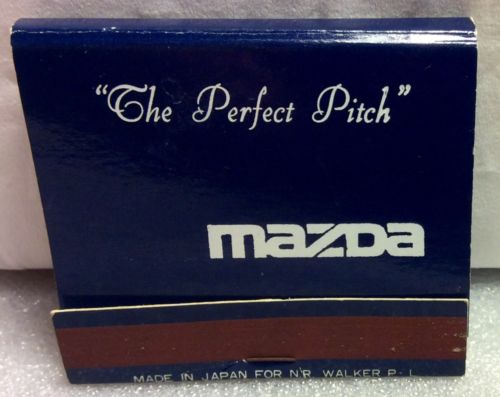 “The Perfect Pitch”
mazda
MADE IN JAPAN FOR N.R. WALKER P. L